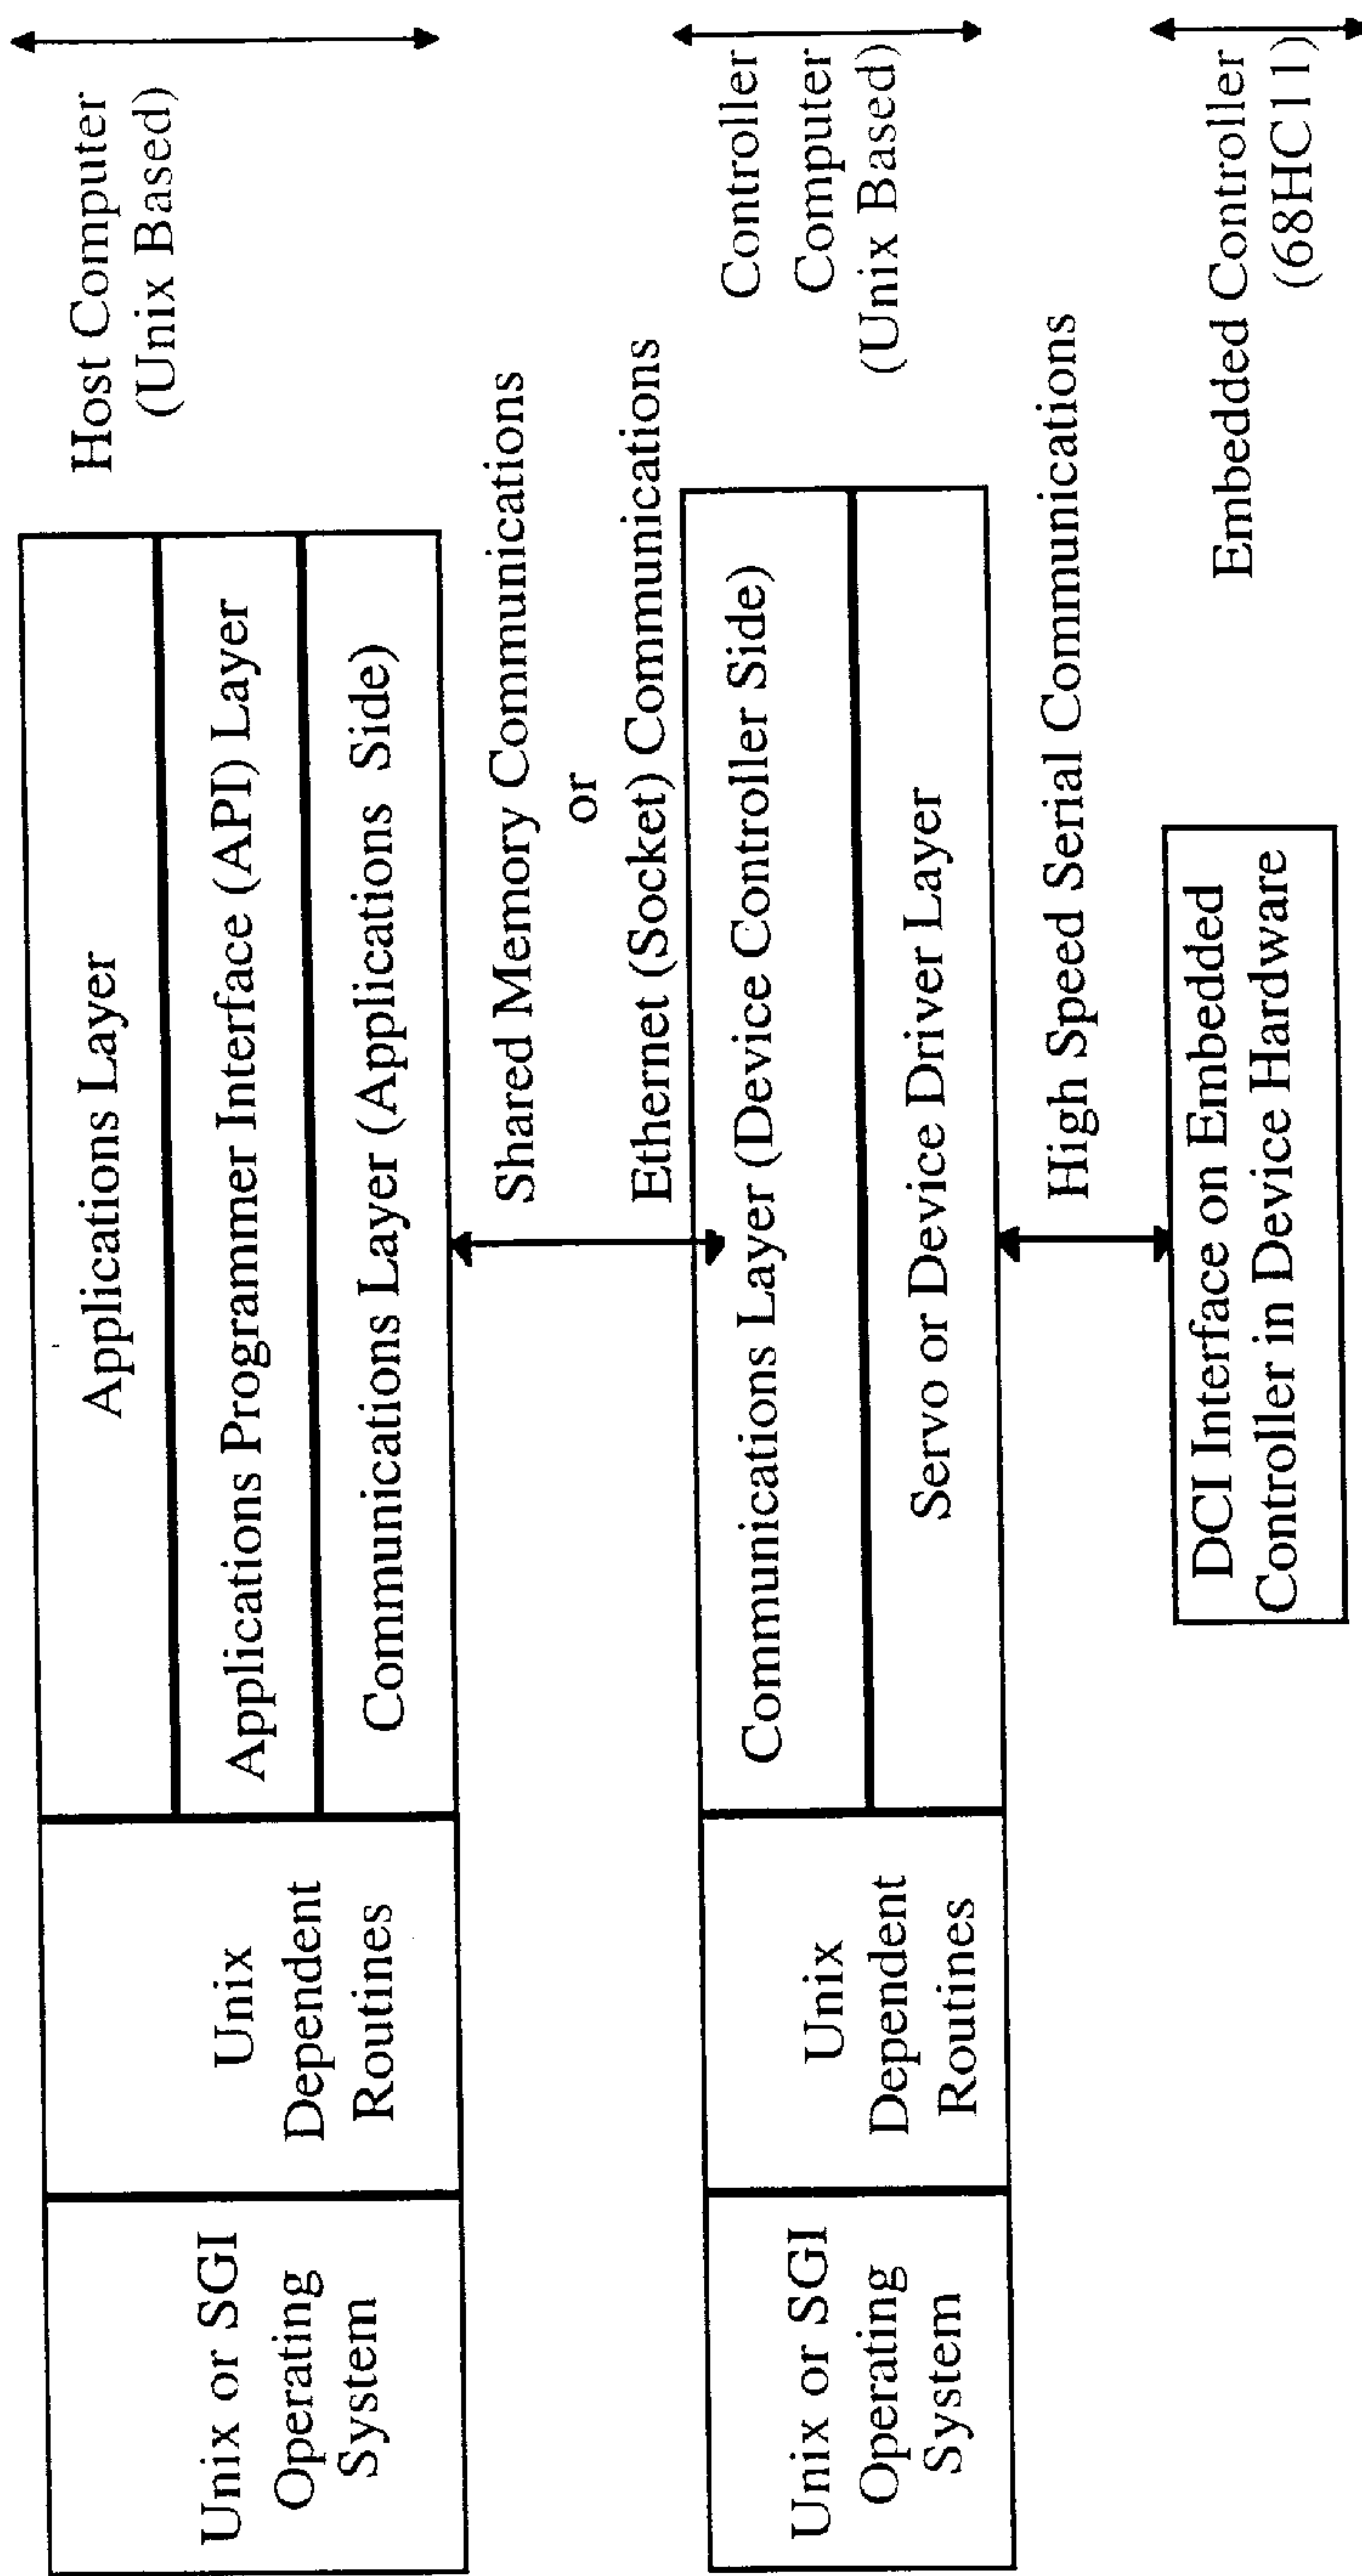 Unix or SGI
Operating
System
Unix
Dependent
Routines
Applications Layer
Applications Programmer Interface (API) Layer
Communications Layer (Applications Side)
Host Computer
(Unix Based)
Shared Memory Communications
or
Ethernet (Socket) Communications
Unix or SGI
Operating
System
Unix
Dependent
Routines
Communications Layer (Device Controller Side)
Servo or Device Driver Layer
Controller
Computer
(Unix Based)
High Speed Serial Communications
DCI Interface on Embedded
Controller in Device Hardware
Embedded Controller
(68HC11)